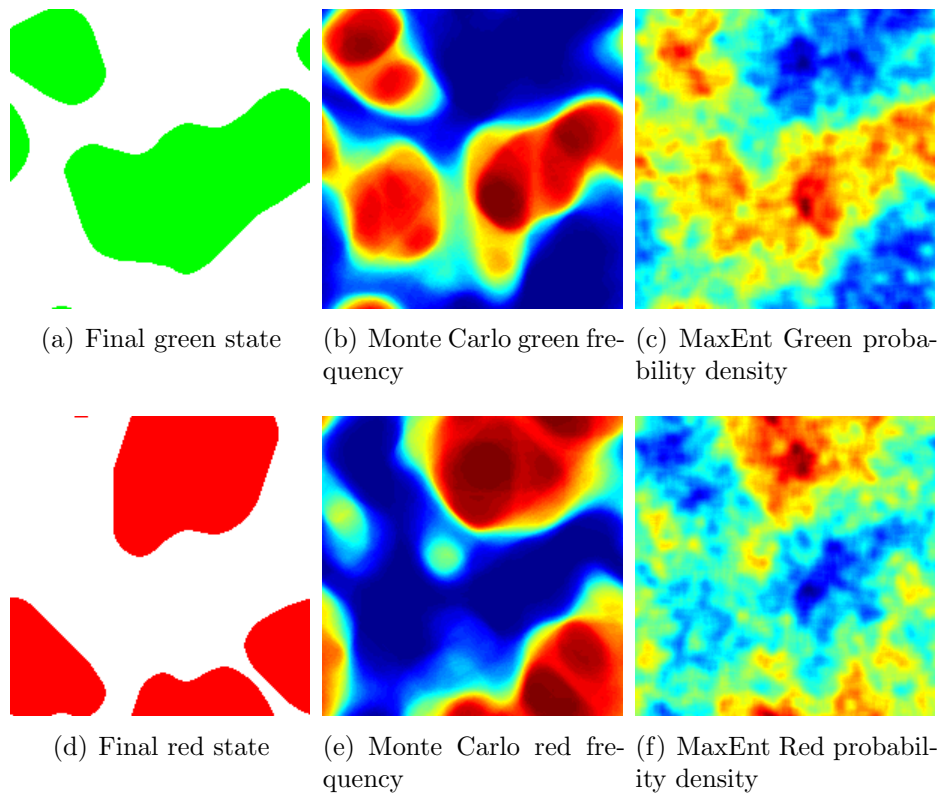 (a) Final green state
(b) Monte Carlo green fre-
quency
(c) MaxEnt Green proba-
bility density
(d) Final red state
(e) Monte Carlo red fre-
quency
(f) MaxEnt Red probabil-
ity density